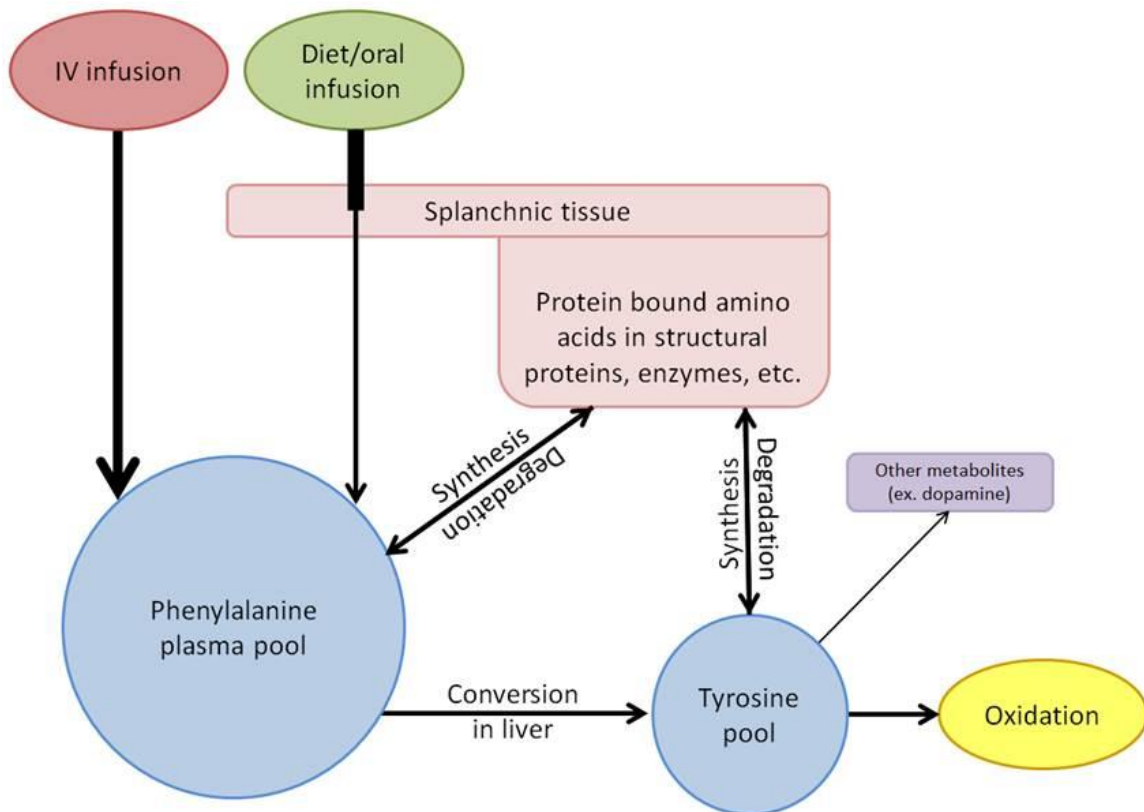 IV infusion
Diet/oral
infusion
Splanchnic tissue
Protein bound amino
acids in structural
proteins, enzymes, etc.
Synthesis
Degradation
Synthesis
Degradation
Other metabolites
(ex. dopamine)
Phenylalanine
plasma pool
Conversion
in liver
Tyrosine
pool
Oxidation